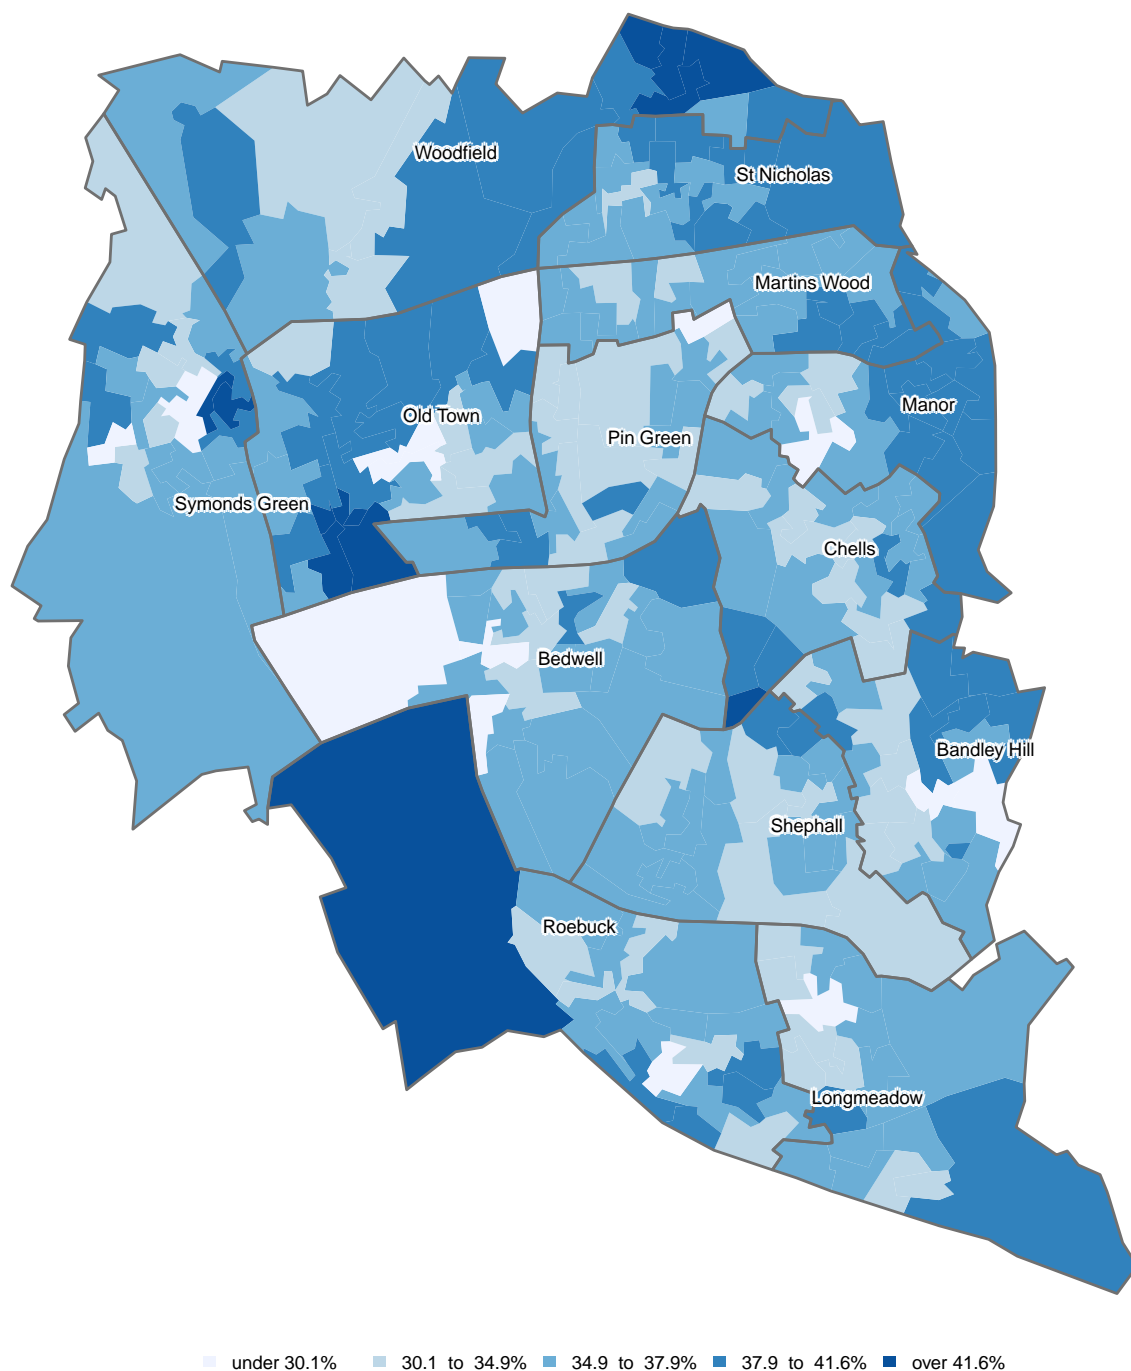 Woodfield
St Nicholas
Martins Wood
Manor
Old Town
Pin Green
Symonds Green
Chells
Bedwell
Bandley Hill
Shephall
Roebuck
Longmeadow
under 30.1% 30.1 to 34.9% 34.9 to 37.9% 37.9 to 41.6% over 41.6%